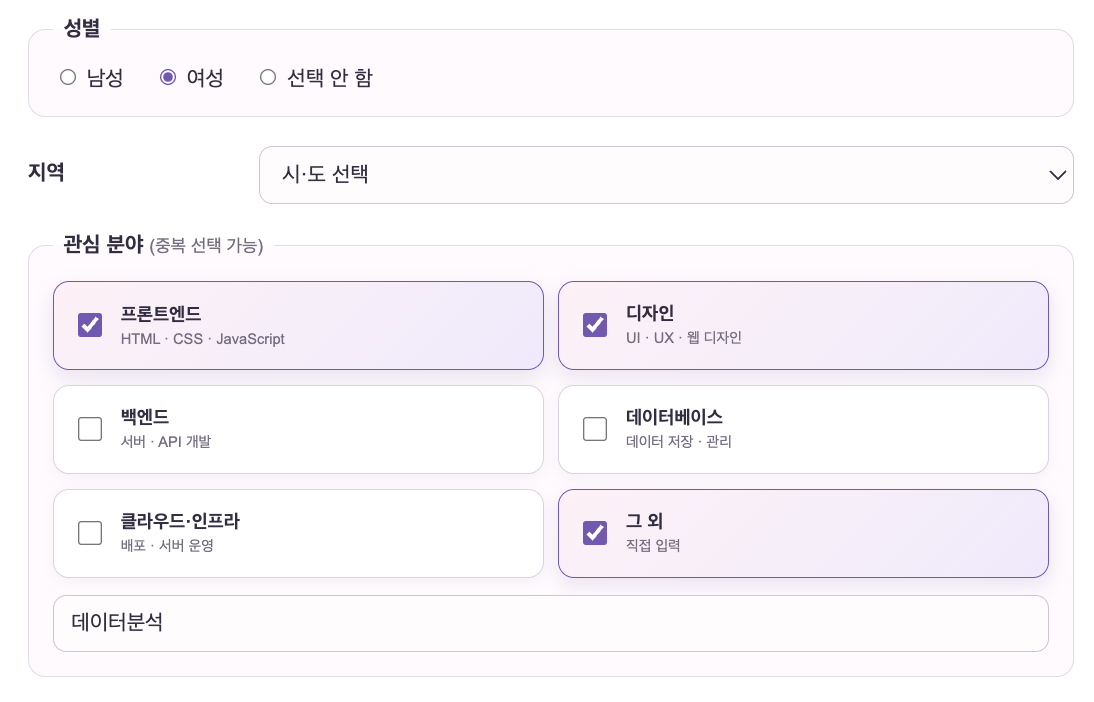 성별
남성 여성 선택 안 함
지역
시·도 선택
관심 분야 (중복 선택 가능)
프론트엔드
HTML · CSS · JavaScript
디자인
UI · UX · 웹 디자인
백엔드
서버 · API 개발
데이터베이스
데이터 저장 · 관리
클라우드·인프라
배포 · 서버 운영
그 외
직접 입력
데이터분석